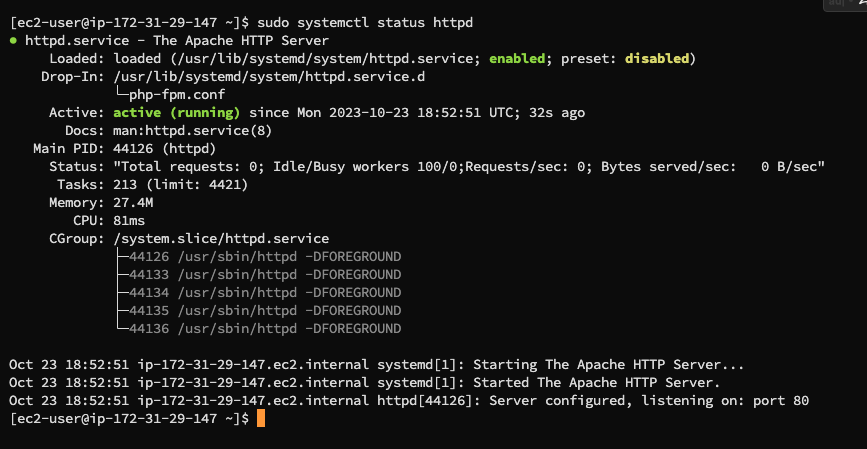 [ec2-user@ip-172-31-29-147 ~]$ sudo systemctl status httpd
● httpd.service - The Apache HTTP Server
     Loaded: loaded (/usr/lib/systemd/system/httpd.service; enabled; preset: disabled)
    Drop-In: /usr/lib/systemd/system/httpd.service.d
             └─php-fpm.conf
     Active: active (running) since Mon 2023-10-23 18:52:51 UTC; 32s ago
       Docs: man:httpd.service(8)
   Main PID: 44126 (httpd)
     Status: "Total requests: 0; Idle/Busy workers 100/0;Requests/sec: 0; Bytes served/sec:   0 B/sec"
      Tasks: 213 (limit: 4421)
     Memory: 27.4M
        CPU: 81ms
     CGroup: /system.slice/httpd.service
             ├─44126 /usr/sbin/httpd -DFOREGROUND
             ├─44133 /usr/sbin/httpd -DFOREGROUND
             ├─44134 /usr/sbin/httpd -DFOREGROUND
             ├─44135 /usr/sbin/httpd -DFOREGROUND
             └─44136 /usr/sbin/httpd -DFOREGROUND
Oct 23 18:52:51 ip-172-31-29-147.ec2.internal systemd[1]: Starting The Apache HTTP Server...
Oct 23 18:52:51 ip-172-31-29-147.ec2.internal systemd[1]: Started The Apache HTTP Server.
Oct 23 18:52:51 ip-172-31-29-147.ec2.internal httpd[44126]: Server configured, listening on: port 80
[ec2-user@ip-172-31-29-147 ~]$